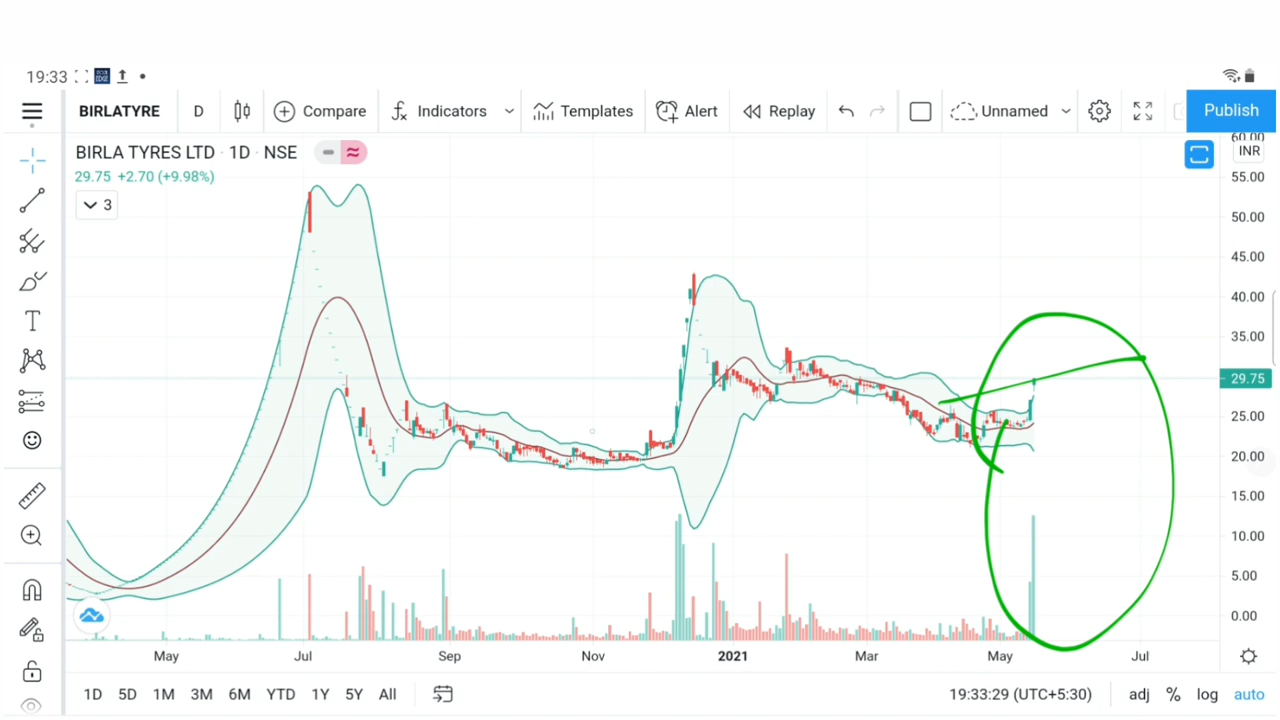 19:33
BIRLATYRE D Compare Indicators Templates Alert Replay Unnamed Publish
BIRLA TYRES LTD · 1D · NSE
29.75 +2.70 (+9.98%)
3
60.00
INR
55.00
50.00
45.00
40.00
35.00
29.75
25.00
20.00
15.00
10.00
5.00
0.00
May Jul Sep Nov 2021 Mar May Jul
1D 5D 1M 3M 6M YTD 1Y 5Y All 19:33:29 (UTC+5:30) adj % log auto